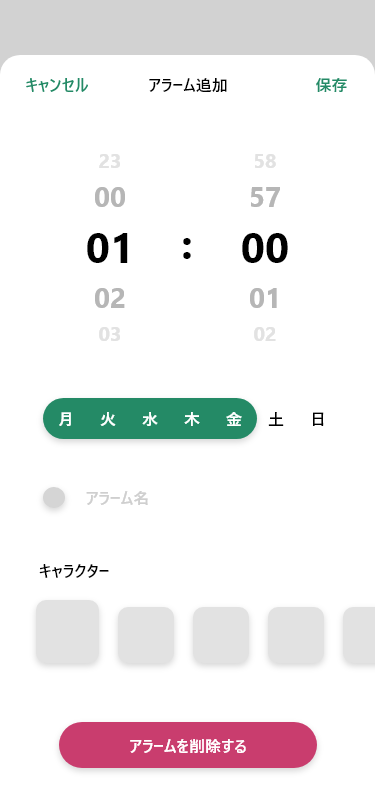 キャンセル アラーム追加 保存
23 58
00 57
01 : 00
02 01
03 02
月 火 水 木 金 土 日
アラーム名
キャラクター
アラームを削除する